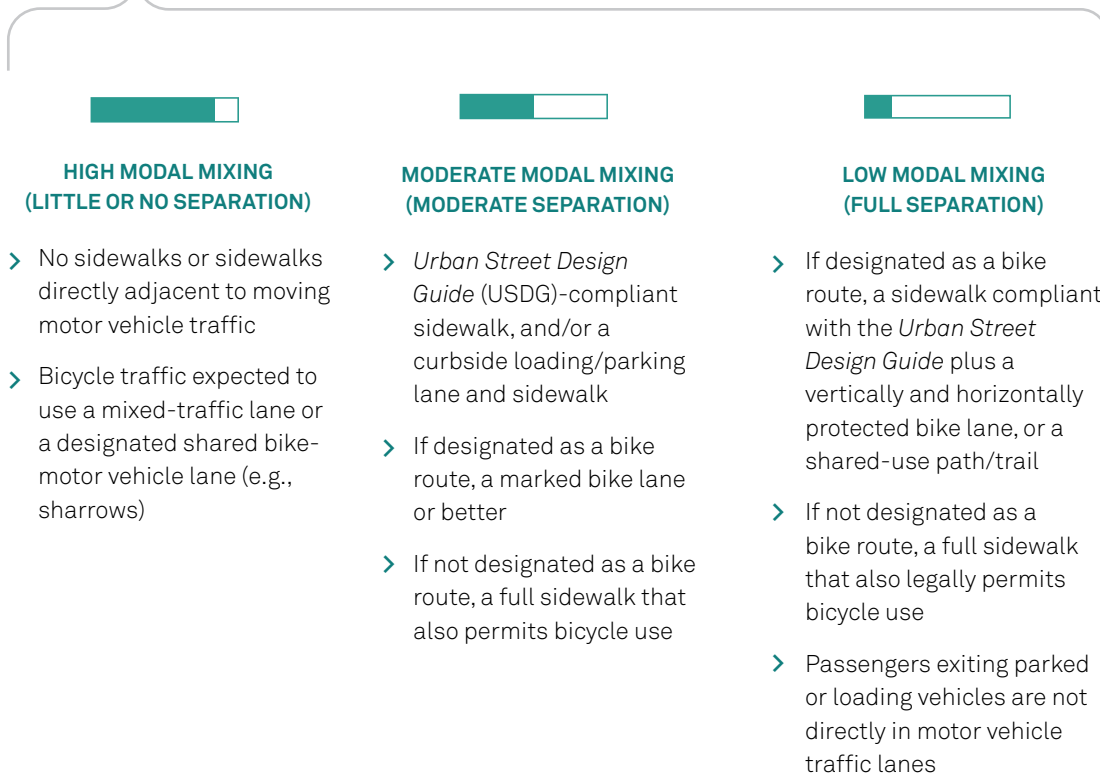 HIGH MODAL MIXING
(LITTLE OR NO SEPARATION)
> No sidewalks or sidewalks
directly adjacent to moving
motor vehicle traffic
> Bicycle traffic expected to
use a mixed-traffic lane or
a designated shared bike-
motor vehicle lane (e.g.,
sharrows)
MODERATE MODAL MIXING
(MODERATE SEPARATION)
> Urban Street Design
Guide (USDG)-compliant
sidewalk, and/or a
curbside loading/parking
lane and sidewalk
> If designated as a bike
route, a marked bike lane
or better
> If not designated as a bike
route, a full sidewalk that
also permits bicycle use
LOW MODAL MIXING
(FULL SEPARATION)
> If designated as a bike
route, a sidewalk compliant
with the Urban Street
Design Guide plus a
vertically and horizontally
protected bike lane, or a
shared-use path/trail
> If not designated as a
bike route, a full sidewalk
that also legally permits
bicycle use
> Passengers exiting parked
or loading vehicles are not
directly in motor vehicle
traffic lanes